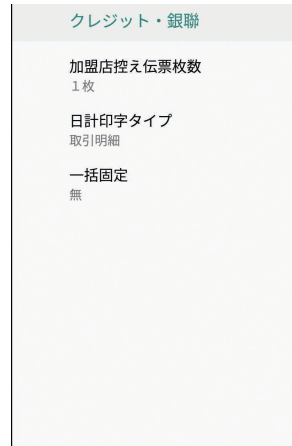 クレジット・銀聯
加盟店控え伝票枚数
１枚
日計印字タイプ
取引明細
一括固定
無